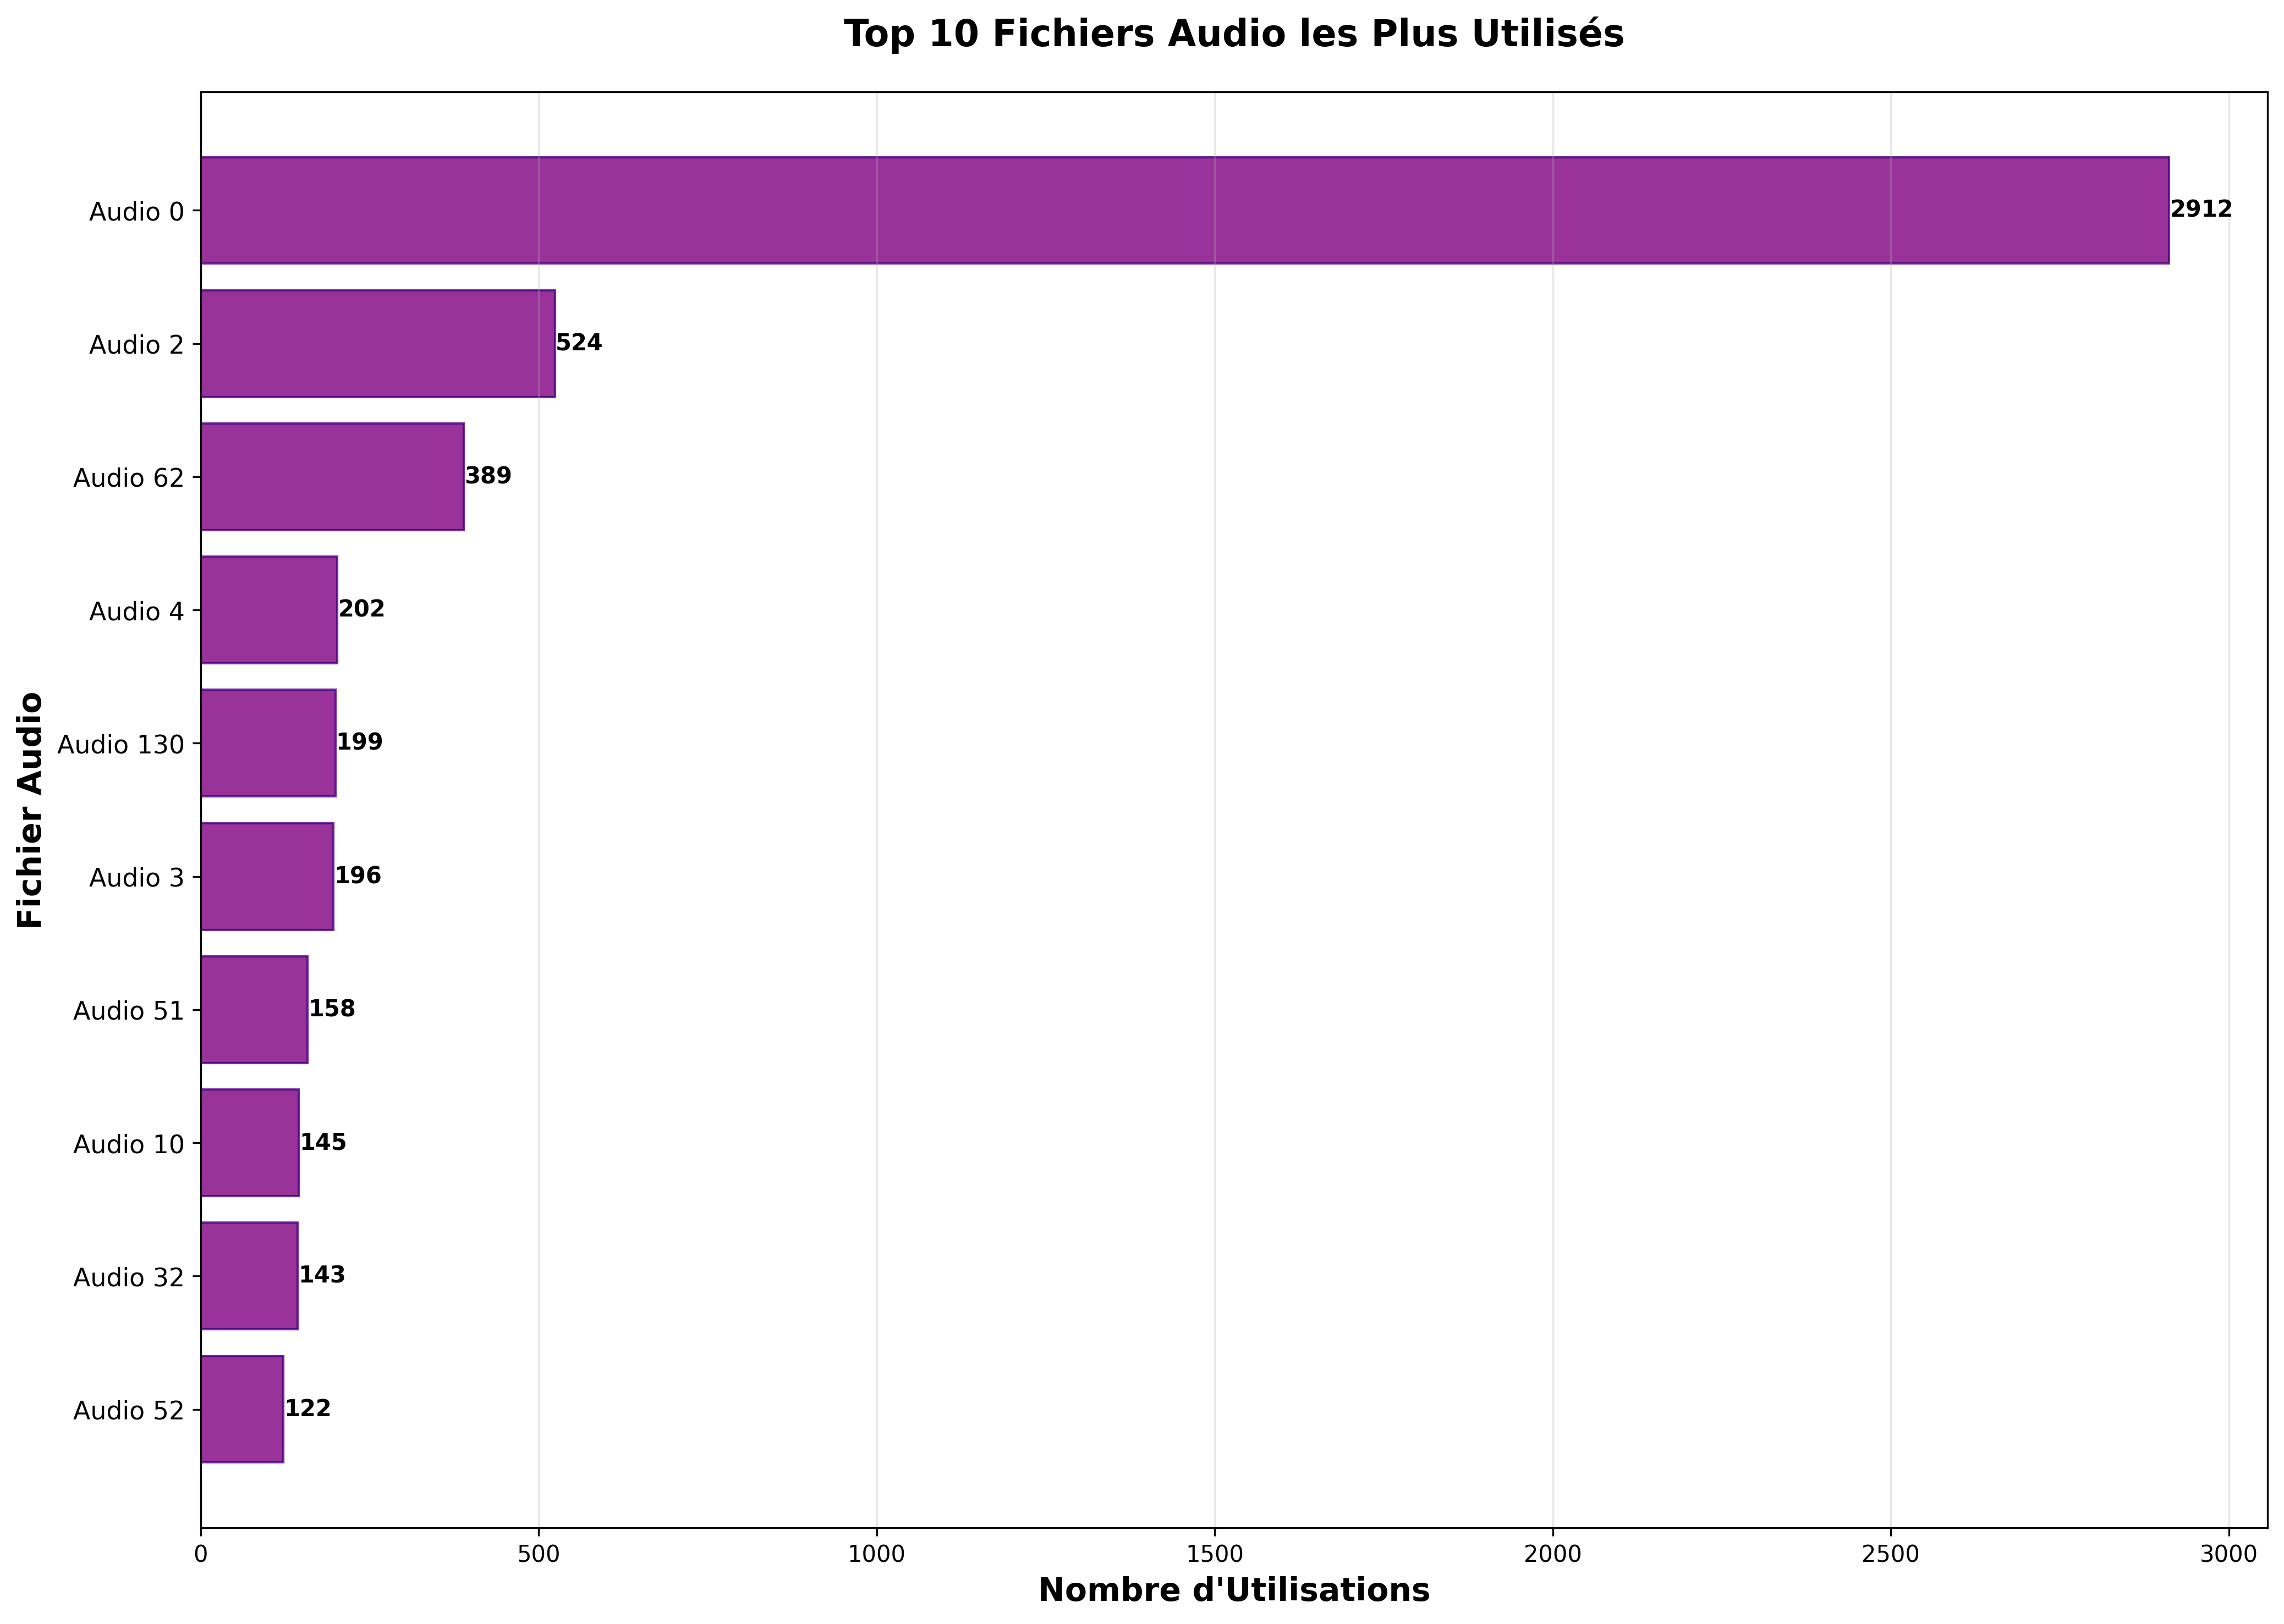 Top 10 Fichiers Audio les Plus Utilisés
Fichier Audio
Audio 0 2912
Audio 2 524
Audio 62 389
Audio 4 202
Audio 130 199
Audio 3 196
Audio 51 158
Audio 10 145
Audio 32 143
Audio 52 122
0 500 1000 1500 2000 2500 3000
Nombre d'Utilisations